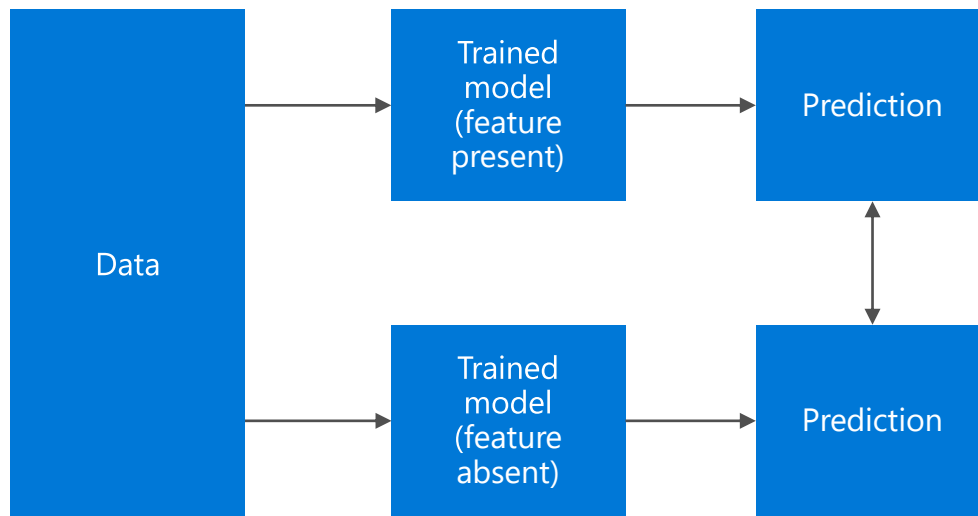 Data
Trained
model
(feature
present)
Prediction
Trained
model
(feature
absent)
Prediction